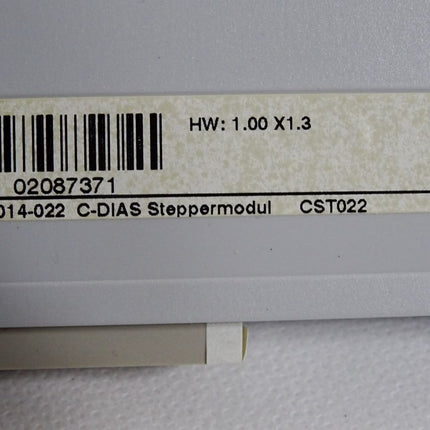 HW: 1.00 X1.3
02087371
014-022 C-DIAS Steppermodul CST022